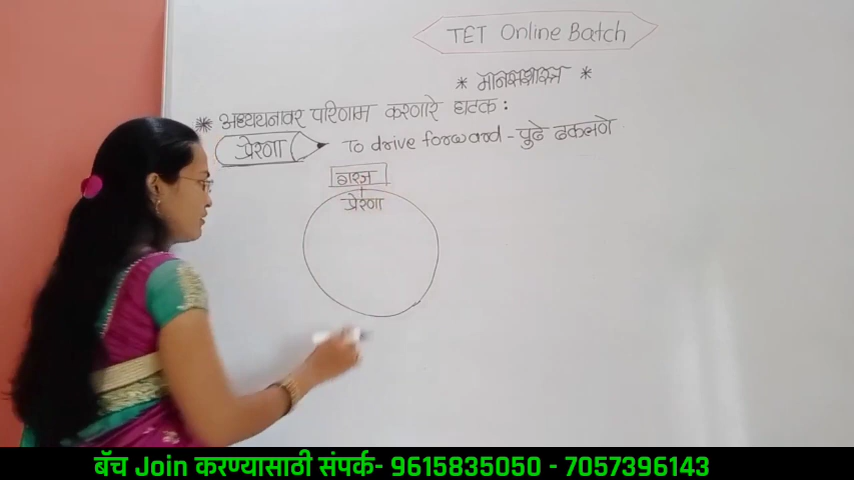 TET Online Batch
* मानसशास्त्र *
* अध्ययनावर परिणाम करणारे घटक :
प्रेरणा To drive forward - पुढे ढकलणे
गरज
प्रेरणा
बॅच Join करण्यासाठी संपर्क- 9615835050 - 7057396143